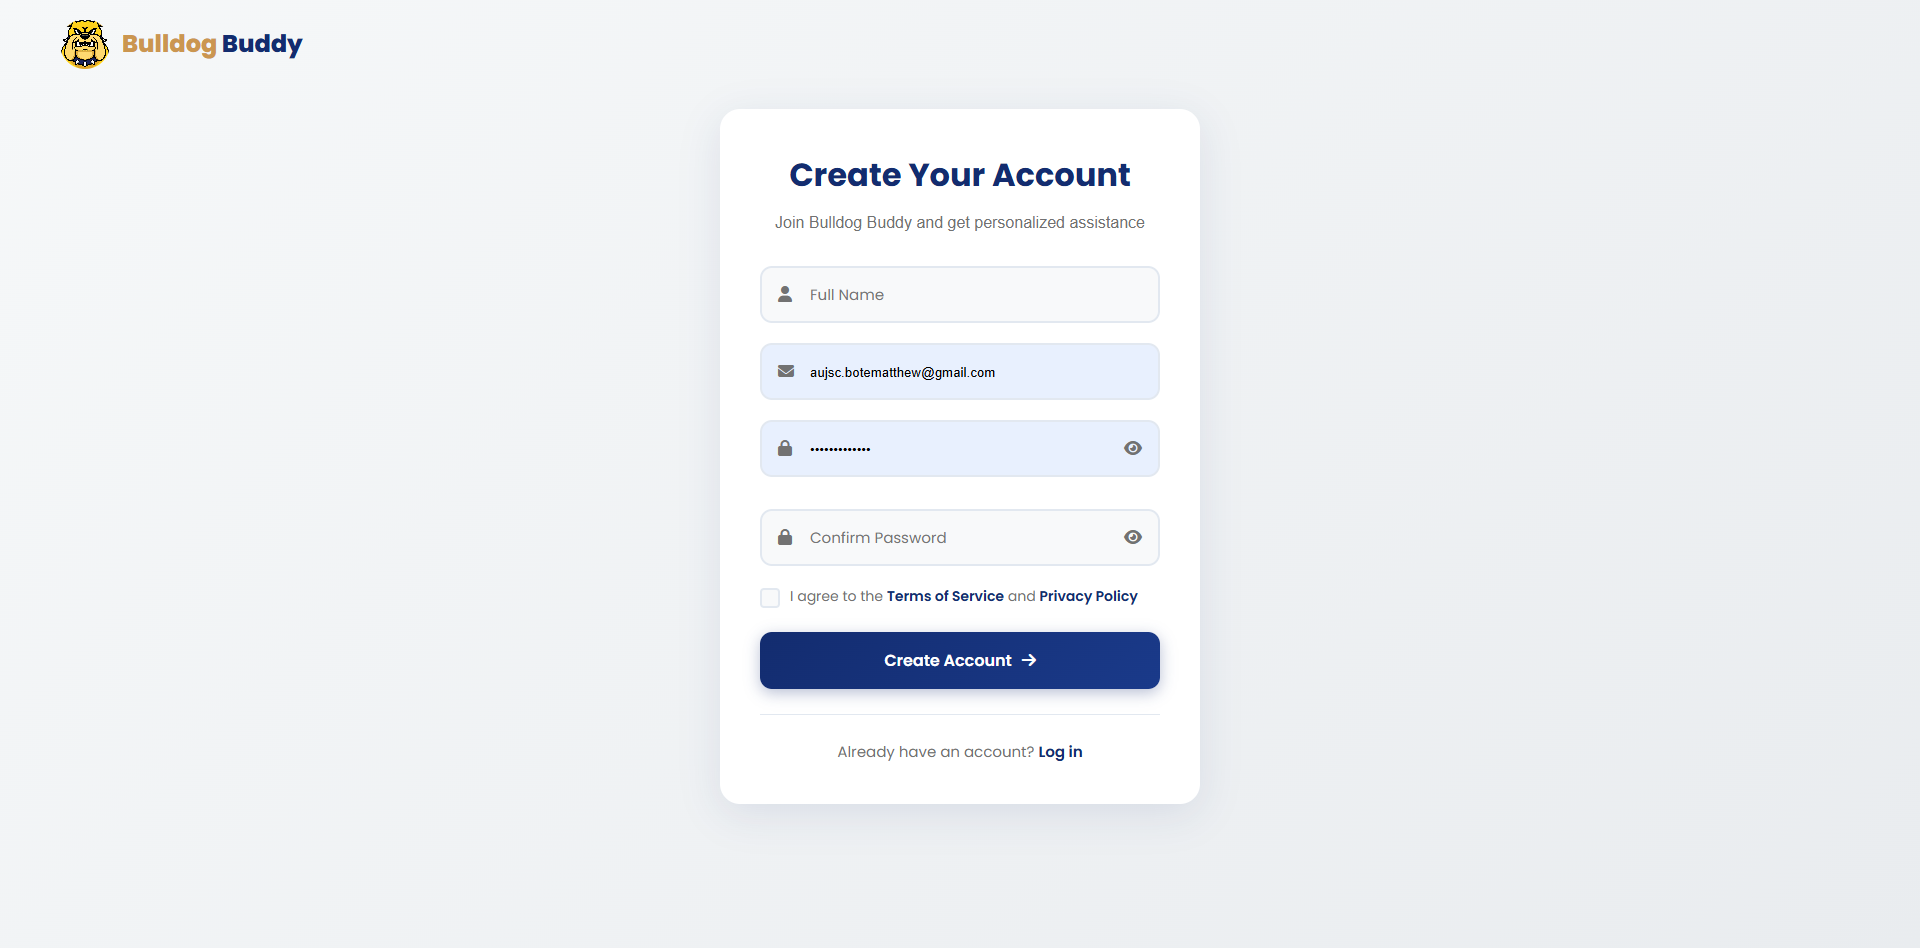 Bulldog Buddy
Create Your Account
Join Bulldog Buddy and get personalized assistance
Full Name
aujsc.botematthew@gmail.com
•••••••••••••
Confirm Password
I agree to the Terms of Service and Privacy Policy
Create Account →
Already have an account? Log in